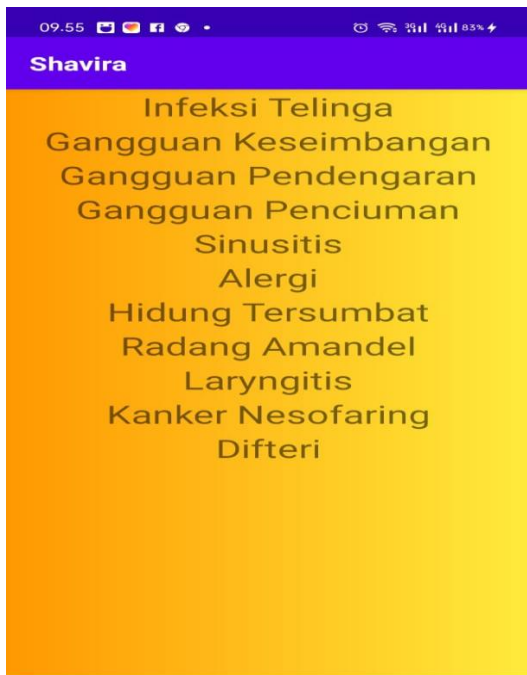 09.55 83%
Shavira
Infeksi Telinga
Gangguan Keseimbangan
Gangguan Pendengaran
Gangguan Penciuman
Sinusitis
Alergi
Hidung Tersumbat
Radang Amandel
Laryngitis
Kanker Nesofaring
Difteri